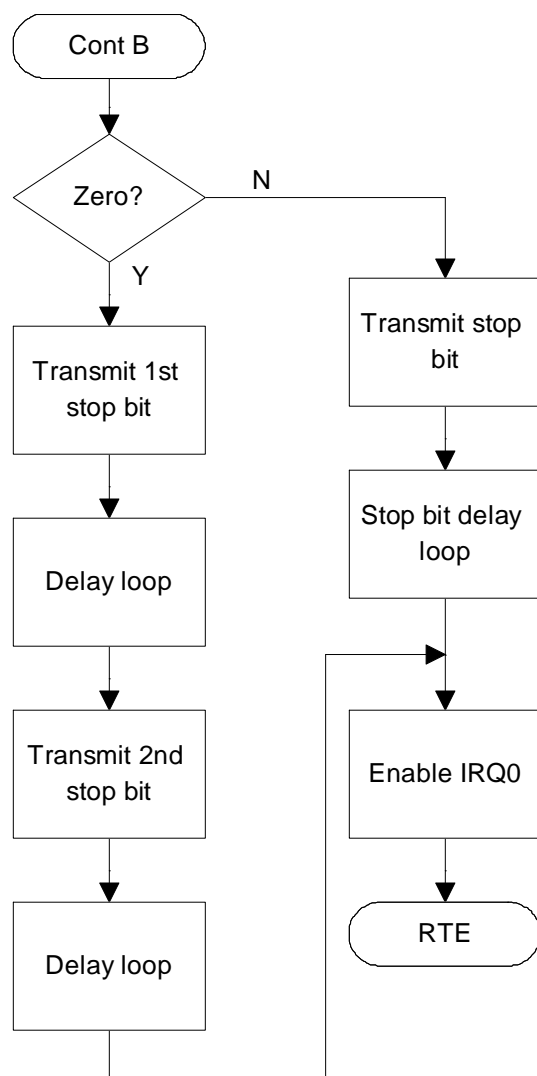 Cont B
Zero?
N
Y
Transmit 1st
stop bit
Delay loop
Transmit 2nd
stop bit
Delay loop
Transmit stop
bit
Stop bit delay
loop
Enable IRQ0
RTE